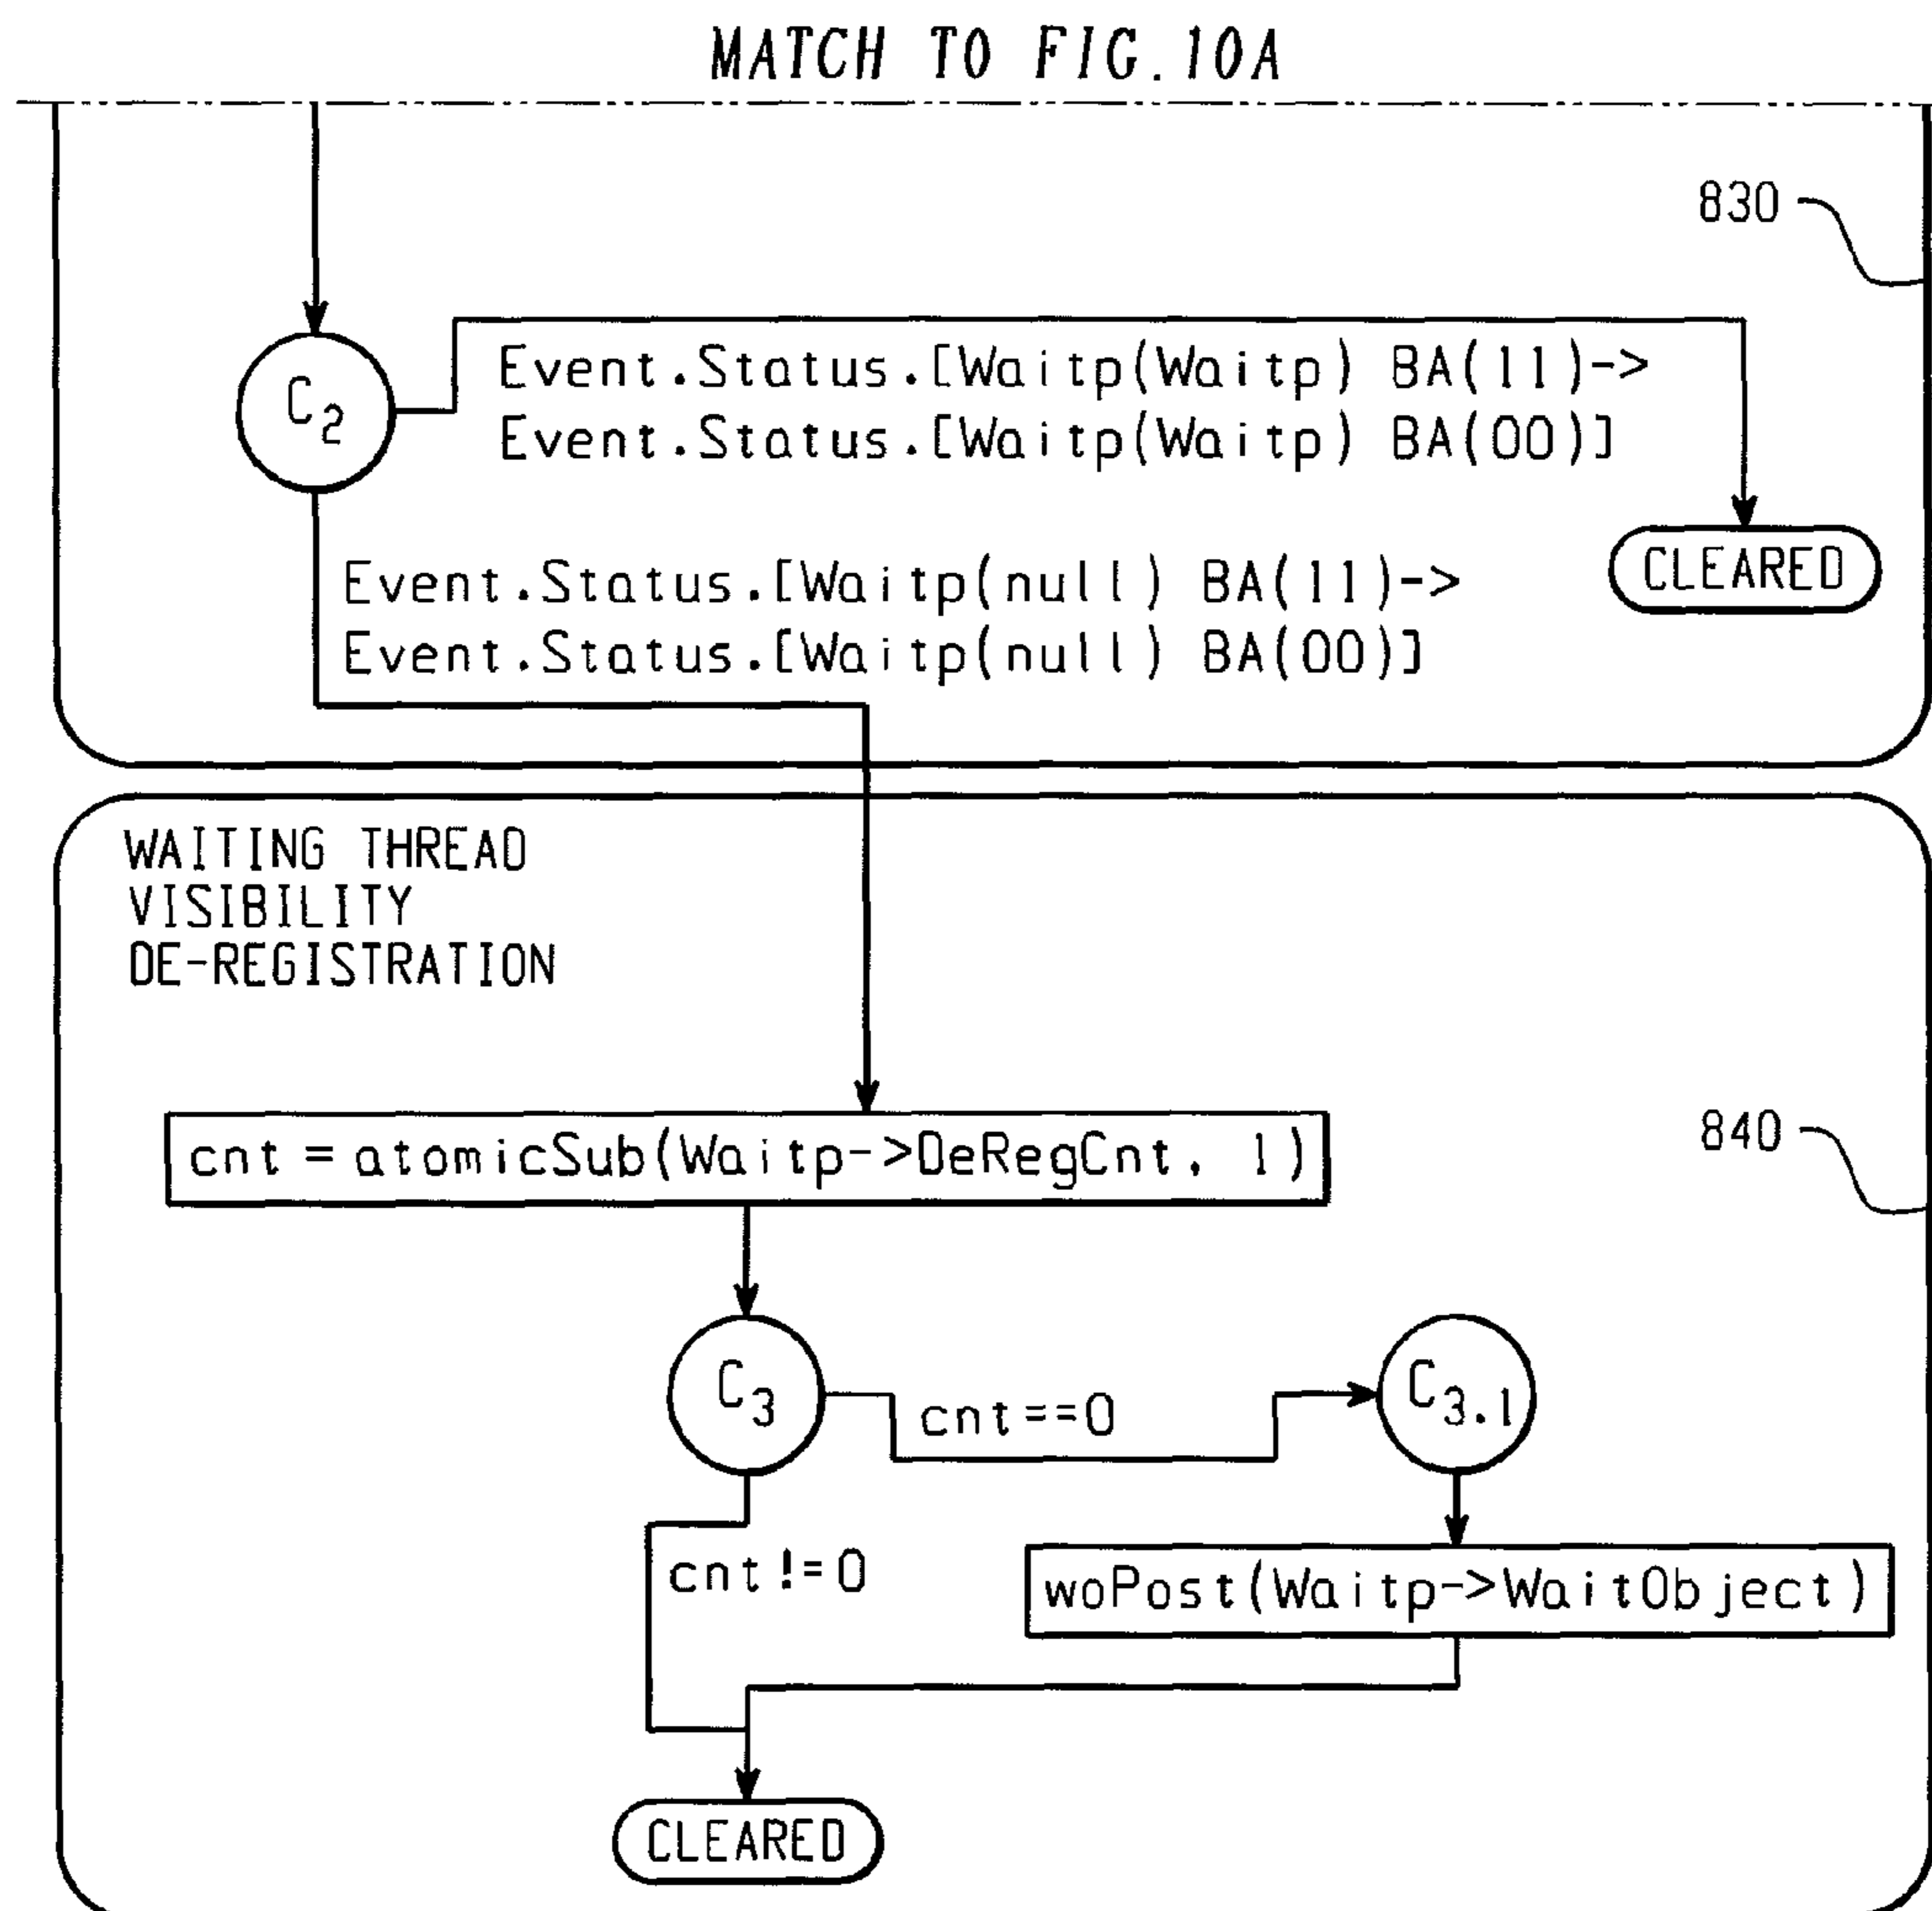 MATCH TO FIG. 10A
830
C2
Event.Status.[Waitp(Waitp) BA(11)->
Event.Status.[Waitp(Waitp) BA(00)]
CLEARED
Event.Status.[Waitp(null) BA(11)->
Event.Status.[Waitp(null) BA(00)]
WAITING THREAD
VISIBILITY
DE-REGISTRATION
840
cnt = atomicSub(Waitp->DeRegCnt, 1)
C3
cnt==0
C3.1
cnt!=0
woPost(Waitp->WaitObject)
CLEARED